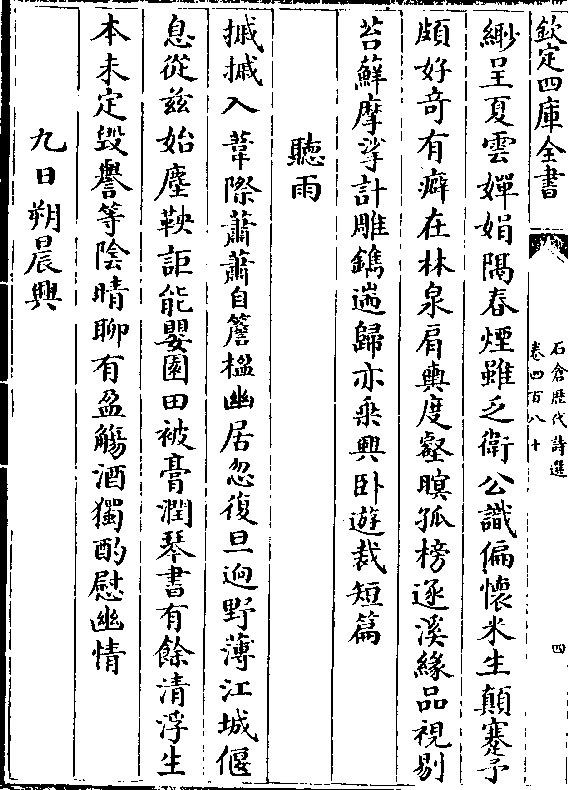 欽定四庫全書
石倉歴代詩選
卷四百八十
四
緲呈夏雲嬋娟隔春煙雖乏衛公識偏懷米生顛蹇予
頗好奇有癖在林泉肩輿度壑瞑孤榜逐溪緣品視剔
苔蘚摩挲計雕鐫遄歸亦乘興卧遊裁短篇
聽雨
摵摵入葦際蕭蕭自簷楹幽居忽復旦逈野薄江城偃
息從兹始塵鞅詎能嬰園田被膏潤琴書有餘清浮生
本未定毁譽等陰晴聊有盈觴酒獨酌慰幽情
九日朔晨興